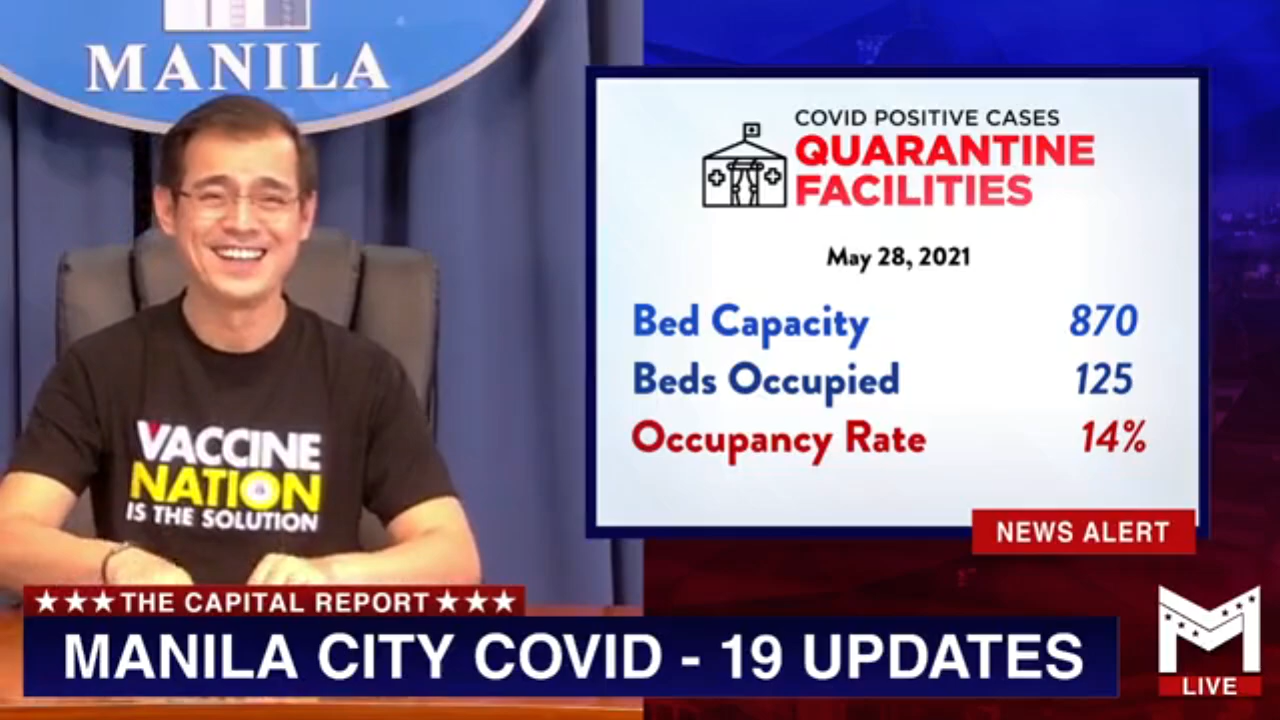 MANILA
COVID POSITIVE CASES
QUARANTINE
FACILITIES
May 28, 2021
Bed Capacity 870
Beds Occupied 125
Occupancy Rate 14%
NEWS ALERT
VACCINE
NATION
IS THE SOLUTION
★★★THE CAPITAL REPORT★★★
MANILA CITY COVID - 19 UPDATES
M
LIVE